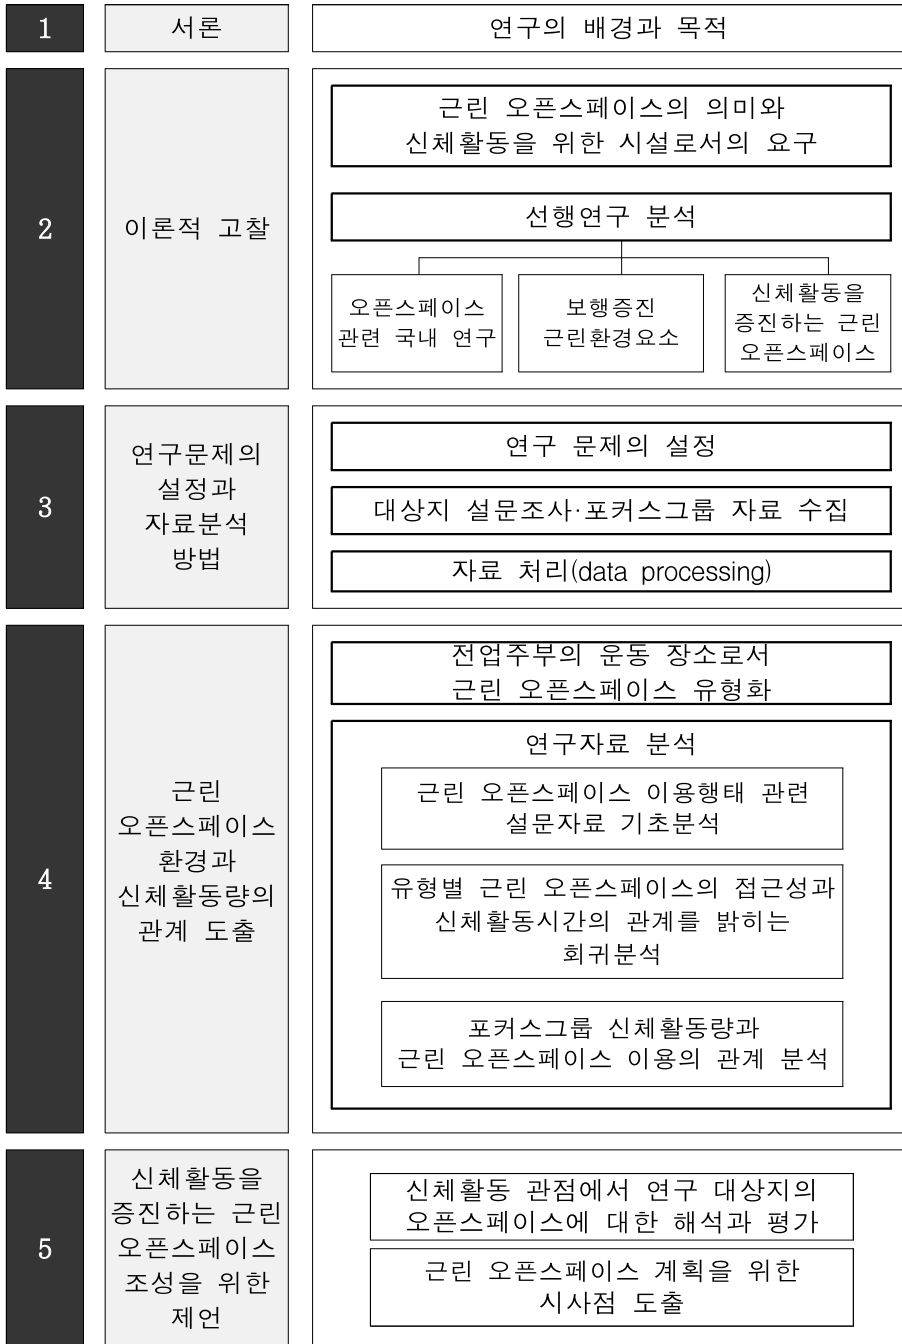 1
서론
연구의 배경과 목적
2
이론적 고찰
근린 오픈스페이스의 의미와
신체활동을 위한 시설로서의 요구
선행연구 분석
오픈스페이스
관련 국내 연구
보행증진
근린환경요소
신체활동을
증진하는 근린
오픈스페이스
3
연구문제의
설정과
자료분석
방법
연구 문제의 설정
대상지 설문조사·포커스그룹 자료 수집
자료 처리(data processing)
4
근린
오픈스페이스
환경과
신체활동량의
관계 도출
전업주부의 운동 장소로서
근린 오픈스페이스 유형화
연구자료 분석
근린 오픈스페이스 이용행태 관련
설문자료 기초분석
유형별 근린 오픈스페이스의 접근성과
신체활동시간의 관계를 밝히는
회귀분석
포커스그룹 신체활동량과
근린 오픈스페이스 이용의 관계 분석
5
신체활동을
증진하는 근린
오픈스페이스
조성을 위한
제언
신체활동 관점에서 연구 대상지의
오픈스페이스에 대한 해석과 평가
근린 오픈스페이스 계획을 위한
시사점 도출